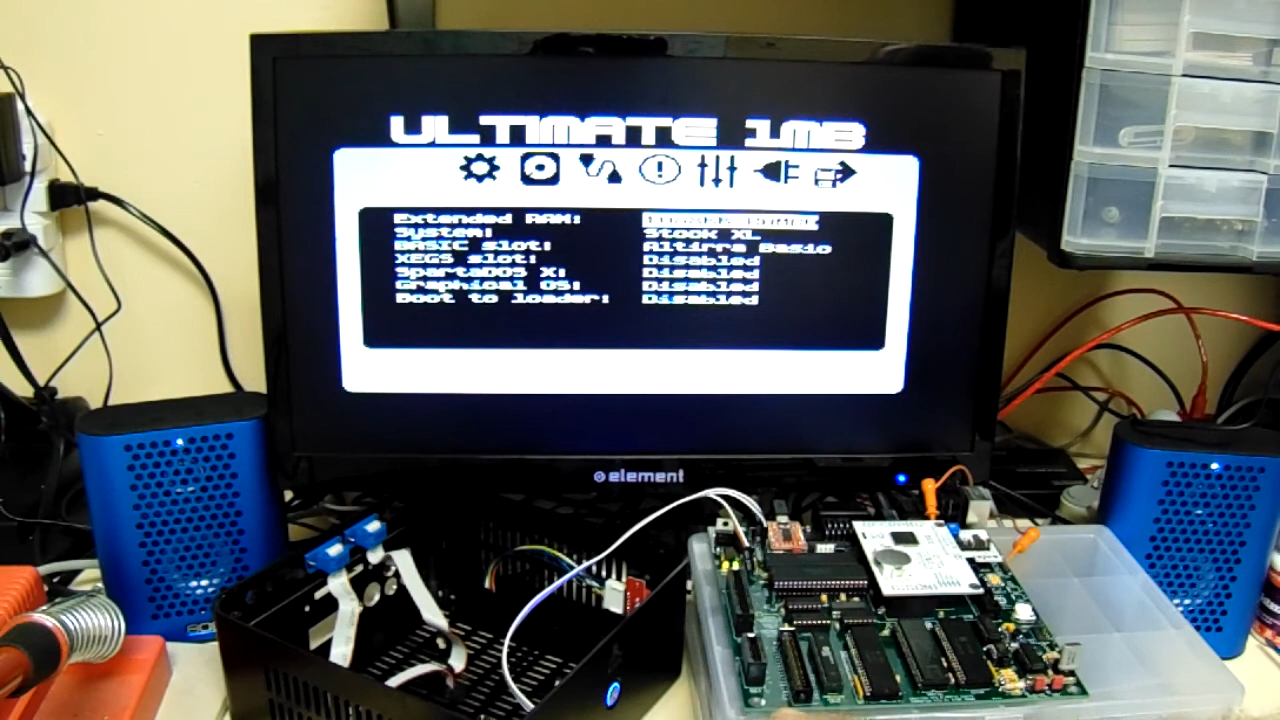 ULTIMATE 1MB
Extended RAM:
System: Stock XL
BASIC slot: Altirra Basic
XEGS slot: Disabled
SpartaDOS X: Disabled
Graphical OS: Disabled
Boot to loader: Disabled
element